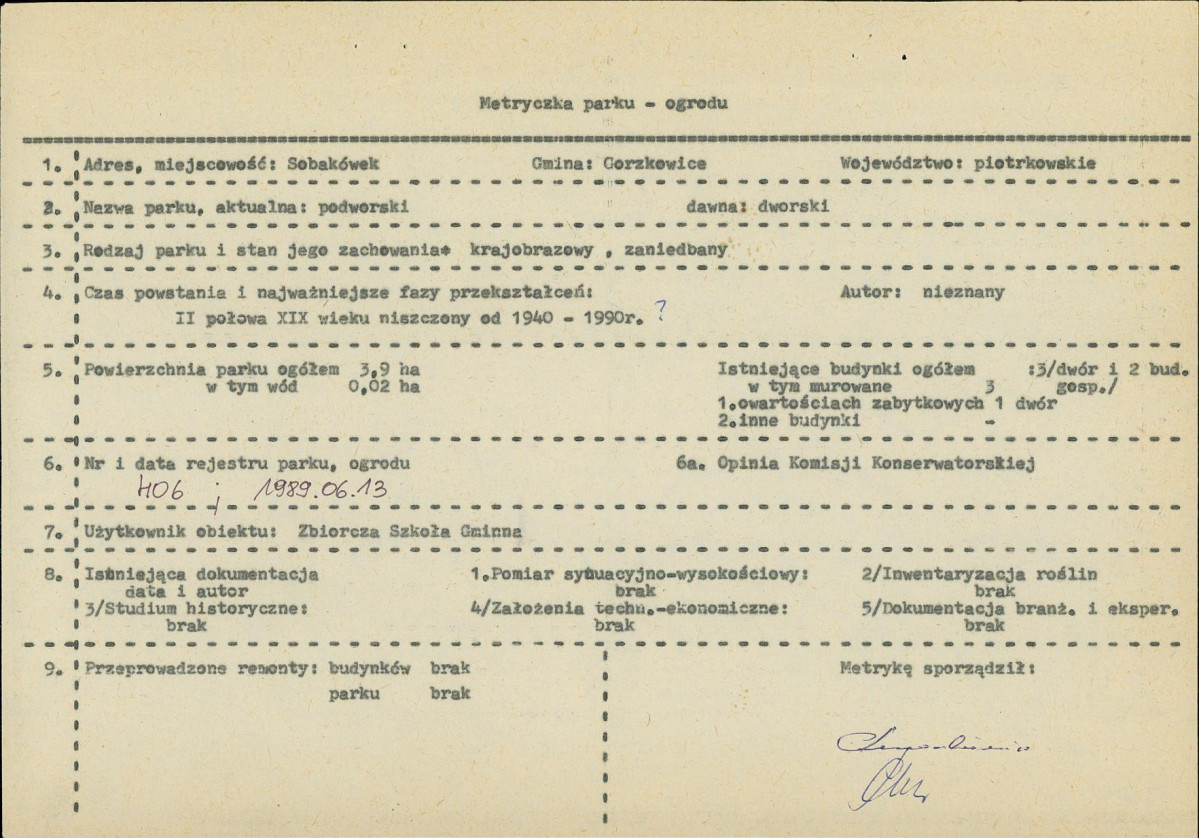 Metryczka parku - ogrodu
1. Adres, miejscowość: Sobakówek Gmina: Gorzkowice Województwo: piotrkowskie
2. Nazwa parku, aktualna: podworski dawna: dworski
3. Rodzaj parku i stan jego zachowania* krajobrazowy , zaniedbany
4. Czas powstania i najważniejsze fazy przekształceń: Autor: nieznany
II połowa XIX wieku niszczony od 1940 - 1990r. ?
5. Powierzchnia parku ogółem 3,9 ha Istniejące budynki ogółem :3/dwór i 2 bud.
w tym wód 0,02 ha w tym murowane 3 gosp./
1.owartościach zabytkowych 1 dwór
2.inne budynki -
6. Nr i data rejestru parku, ogrodu 6a. Opinia Komisji Konserwatorskiej
406 ; 1989.06.13
7. Użytkownik obiektu: Zbiorcza Szkoła Gminna
8. Istniejąca dokumentacja 1.Pomiar sytuacyjno-wysokościowy: 2/Inwentaryzacja roślin
data i autor brak brak
3/Studium historyczne: 4/Założenia techn.-ekonomiczne: 5/Dokumentacja branż. i eksper.
brak brak brak
9. Przeprowadzone remonty: budynków brak Metrykę sporządził:
parku brak